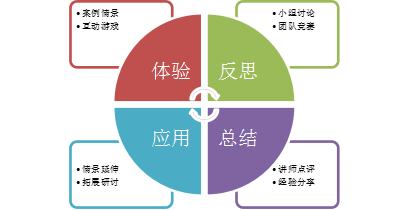 • 案例情景
• 互动游戏
• 小组讨论
• 团队竞赛
体验
反思
应用
总结
• 情景延伸
• 拓展研讨
• 讲师点评
• 经验分享